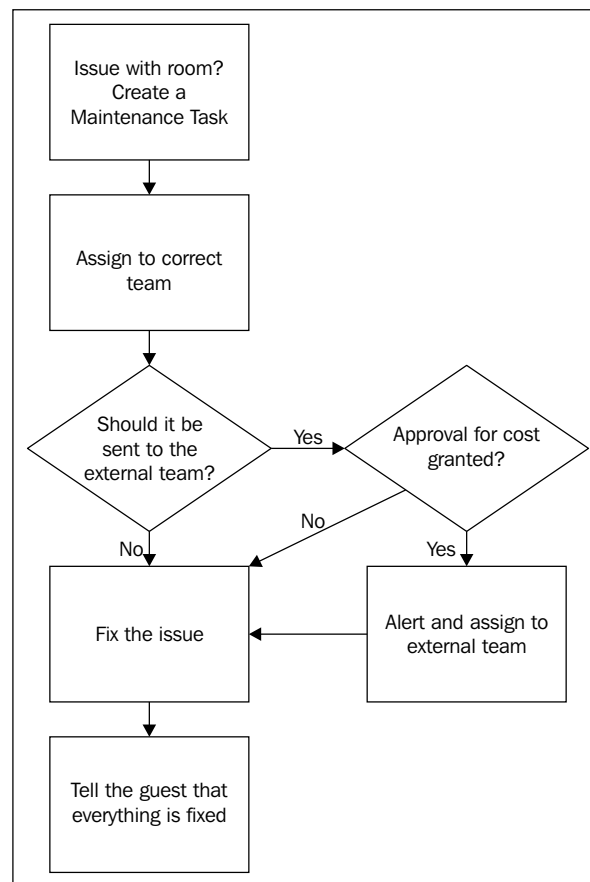 Issue with room?
Create a
Maintenance Task
Assign to correct
team
Should it be
sent to the
external team?
Yes
Approval for cost
granted?
No
No
Yes
Fix the issue
Alert and assign to
external team
Tell the guest that
everything is fixed